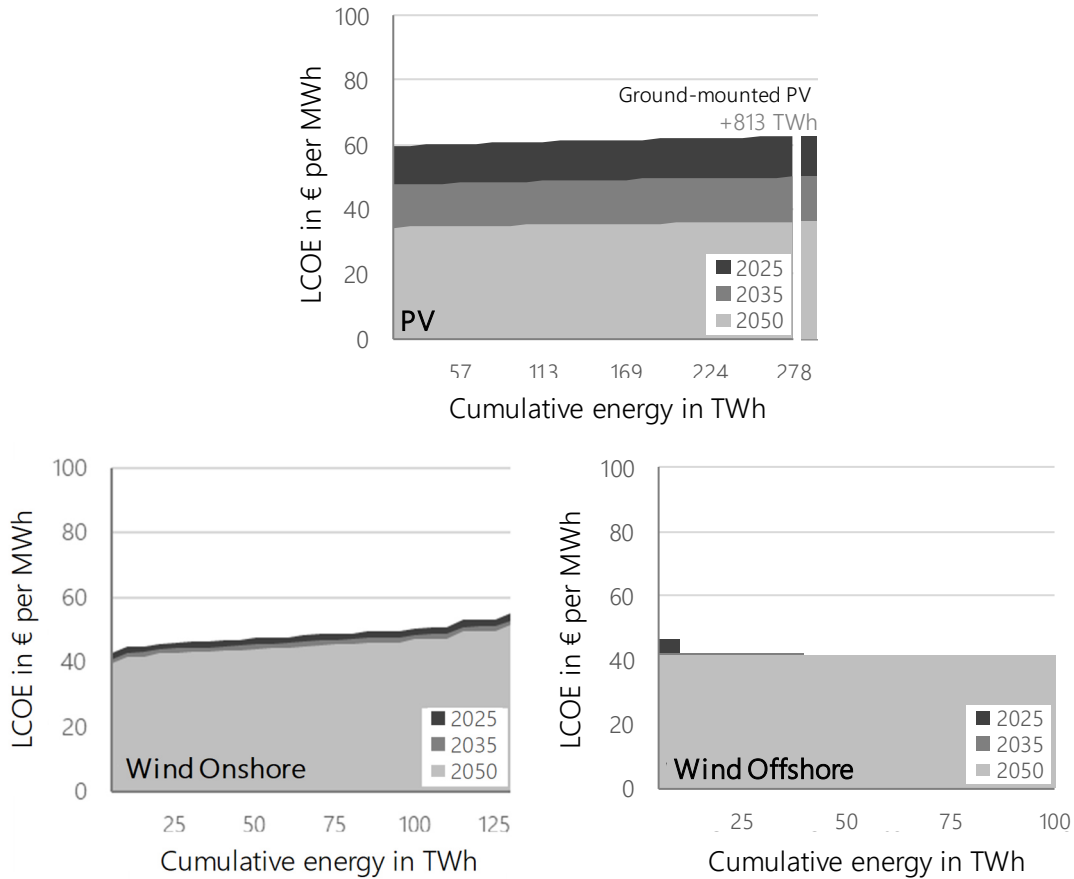 100
80
60
40
20
0
LCOE in € per MWh
Ground-mounted PV
+813 TWh
2025
2035
2050
PV
57 113 169 224 278
Cumulative energy in TWh
100
80
60
40
20
0
LCOE in € per MWh
2025
2035
2050
Wind Onshore
25 50 75 100 125
Cumulative energy in TWh
100
80
60
40
20
0
LCOE in € per MWh
2025
2035
2050
Wind Offshore
25 50 75 100
Cumulative energy in TWh